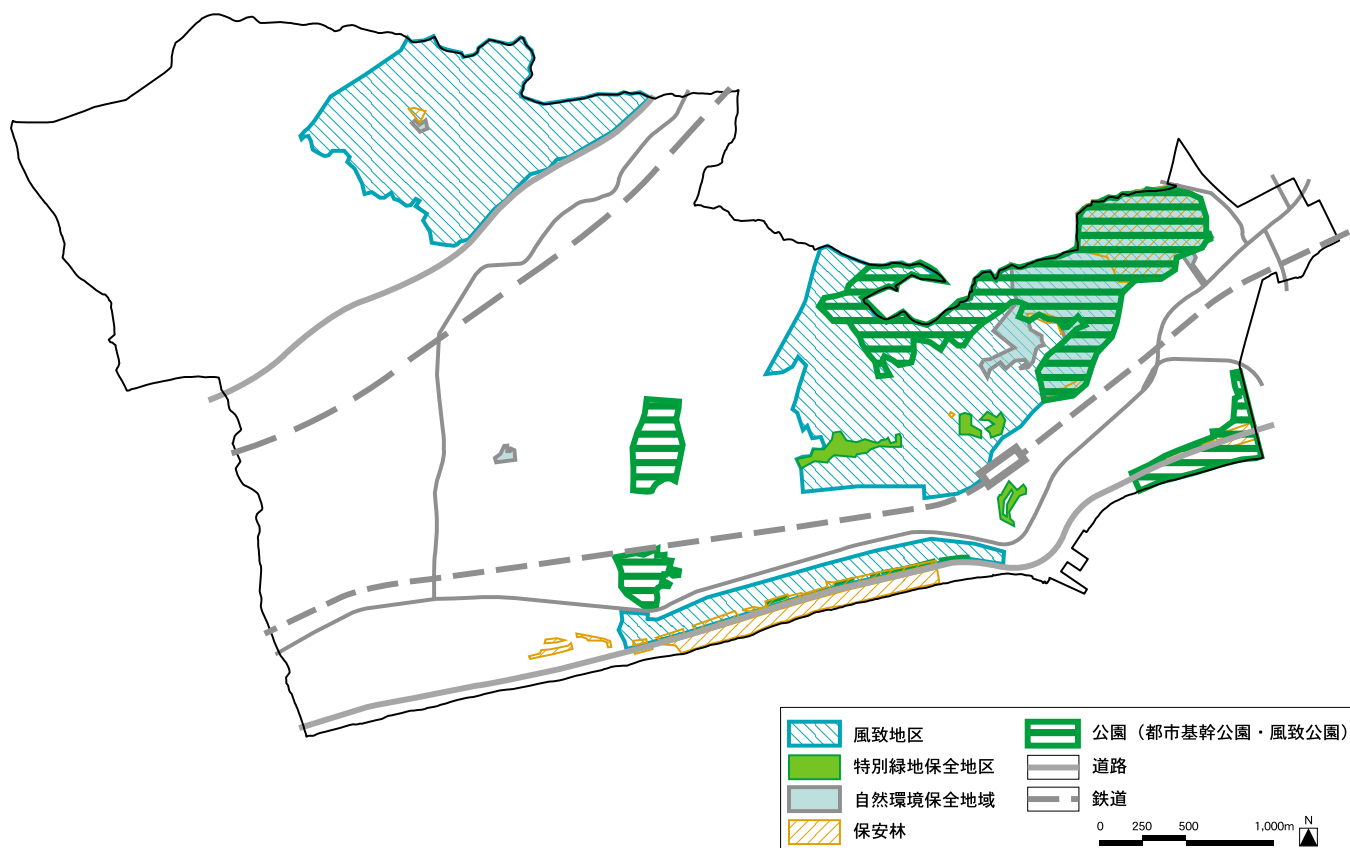 風致地区
特別緑地保全地区
自然環境保全地域
保安林
公園（都市基幹公園・風致公園）
道路
鉄道
0 250 500 1,000m
N